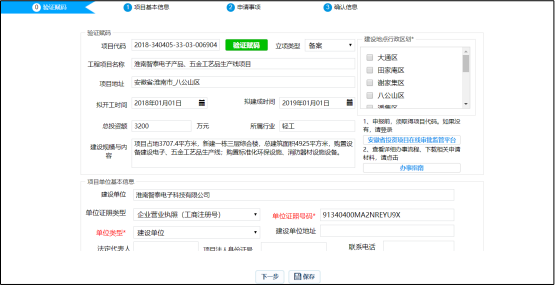 0 验证赋码
1 项目基本信息
2 申请事项
3 确认信息
验证赋码
项目代码 2018-340405-33-03-006904 验证赋码 立项类型 备案
工程项目名称 淮南智泰电子产品、五金工艺品生产线项目
项目地址 安徽省:淮南市_八公山区
拟开工时间 2018年01月01日 拟建成时间 2019年01月01日
总投资额 3200 万元 所属行业 轻工
建设规模与内容 项目占地3707.4平方米，新建一栋三层综合楼，总建筑面积4925平方米，购置设
备建设电子、五金工艺品生产线；购置标准化环保设施、消防器材设施设备。
建设地点行政区划*
大通区
田家庵区
谢家集区
八公山区
潘集区
1、申报前，须取得项目代码。如果没
有，请登录
安徽省投资项目在线审批监管平台
2、查看详细办事流程、下载相关申请
材料，请点击
办事指南
项目单位基本信息
建设单位 淮南智泰电子科技有限公司
单位证照类型 企业营业执照（工商注册号） 单位证照号码* 91340400MA2NREYU9X
单位类型* 建设单位 建设单位地址
法定代表人 项目法人身份证号 联系电话
下一步 保存